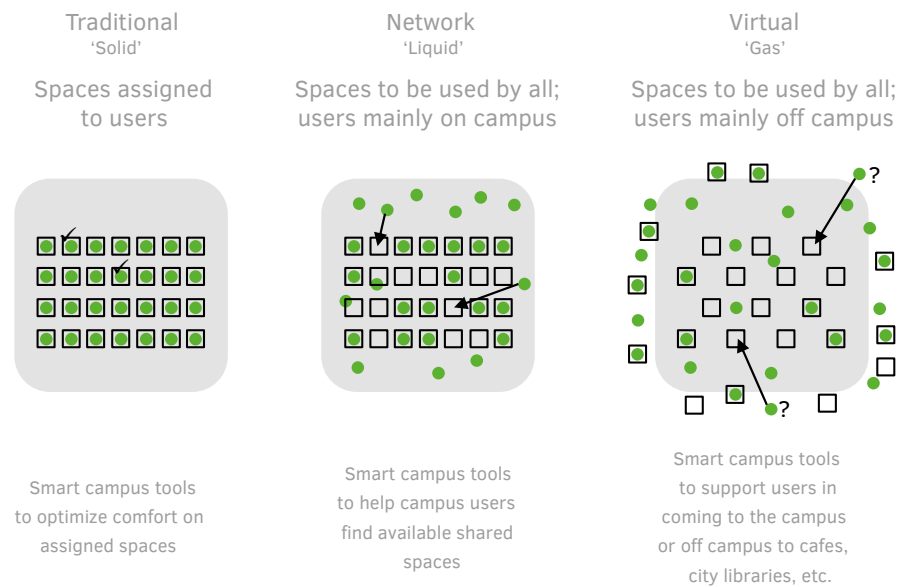 Traditional
'Solid'
Spaces assigned
to users
Smart campus tools
to optimize comfort on
assigned spaces
Network
'Liquid'
Spaces to be used by all;
users mainly on campus
Smart campus tools
to help campus users
find available shared
spaces
Virtual
'Gas'
Spaces to be used by all;
users mainly off campus
?
?
Smart campus tools
to support users in
coming to the campus
or off campus to cafes,
city libraries, etc.